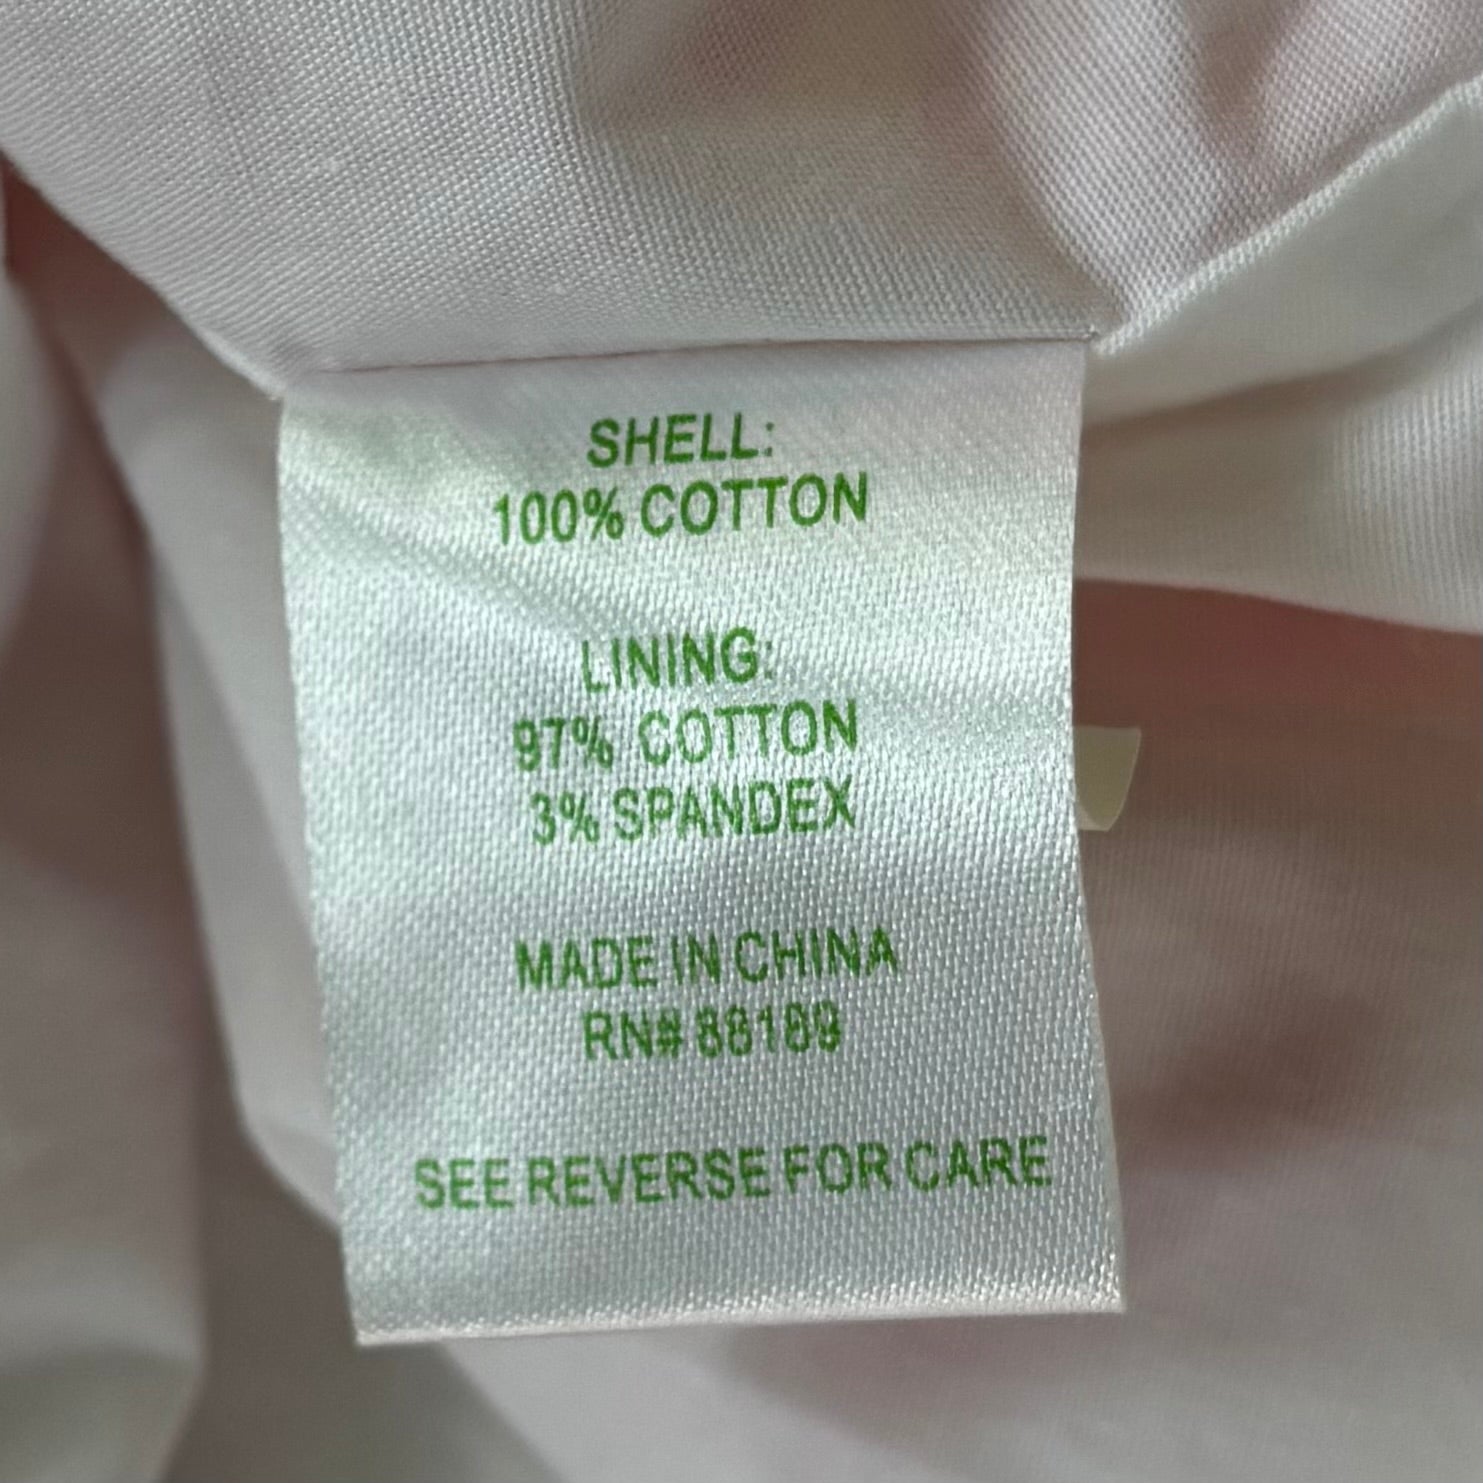 SHELL:
100% COTTON
LINING:
97% COTTON
3% SPANDEX
MADE IN CHINA
RN# 88189
SEE REVERSE FOR CARE